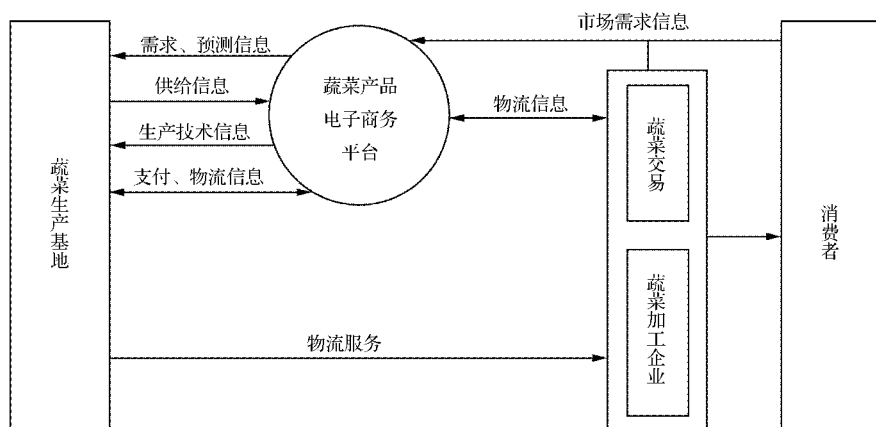 市场需求信息
需求、预测信息
供给信息
生产技术信息
支付、物流信息
蔬菜产品
电子商务
平台
物流信息
蔬菜生产基地
蔬菜交易
蔬菜加工企业
消费者
物流服务